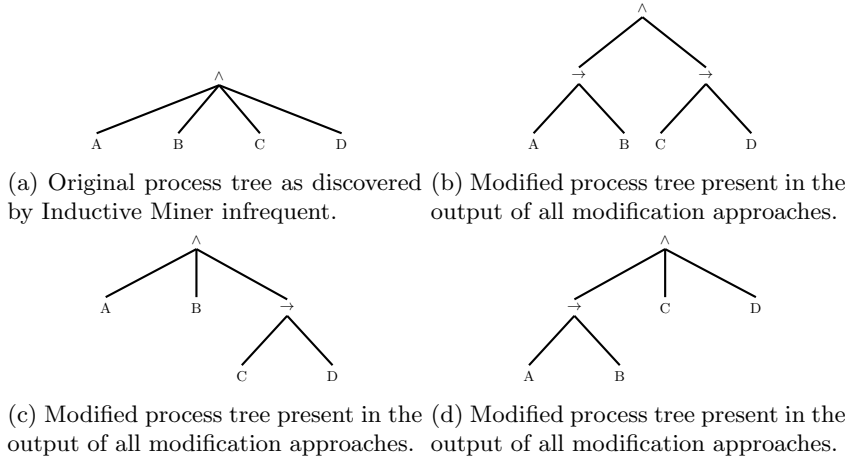 ∧
A B C D
(a) Original process tree as discovered
by Inductive Miner infrequent.
∧
→ →
A B C D
(b) Modified process tree present in the
output of all modification approaches.
∧
A B →
C D
(c) Modified process tree present in the
output of all modification approaches.
∧
→ C D
A B
(d) Modified process tree present in the
output of all modification approaches.